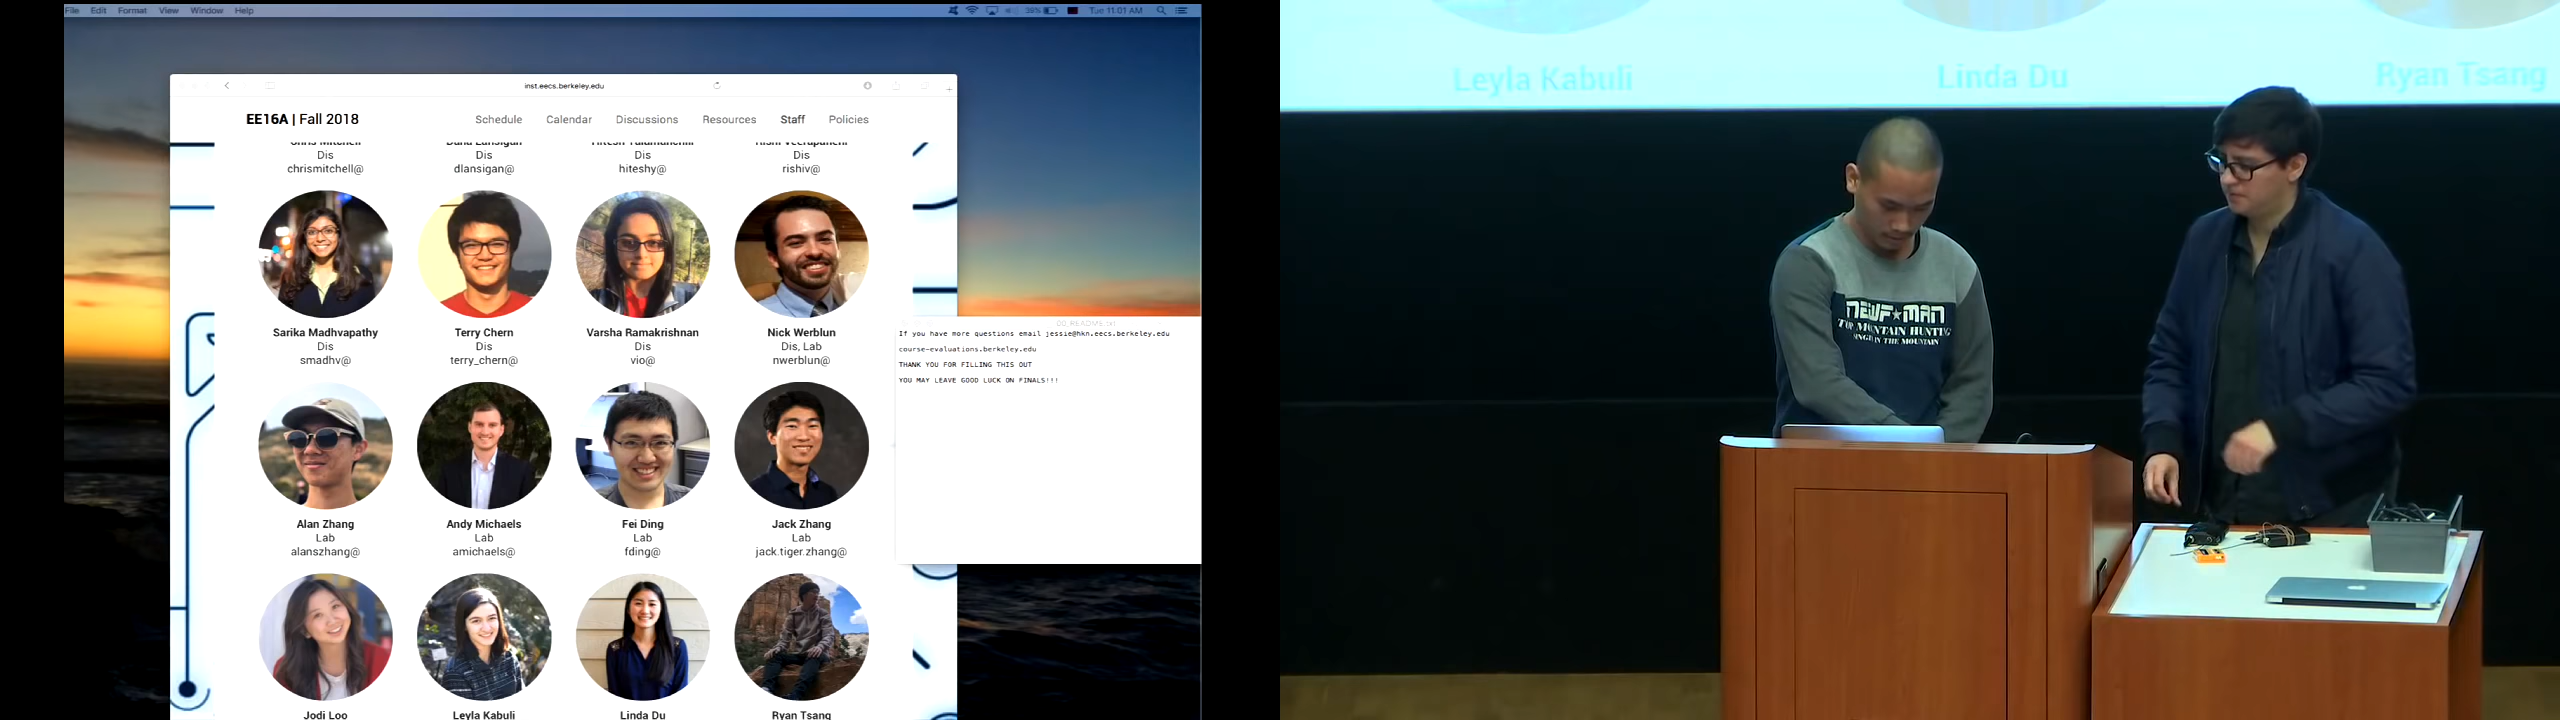 File Edit Format View Window Help
38% Tue 11:01 AM
inst.eecs.berkeley.edu
EE16A | Fall 2018
Schedule Calendar Discussions Resources Staff Policies
Dis Dis Dis Dis
chrismitchell@ dlansigan@ hiteshy@ rishiv@
Sarika Madhvapathy Terry Chern Varsha Ramakrishnan Nick Werblun
Dis Dis Dis Dis, Lab
smadhv@ terry_chern@ vio@ nwerblun@
Alan Zhang Andy Michaels Fei Ding Jack Zhang
Lab Lab Lab Lab
alanszhang@ amichaels@ fding@ jack.tiger.zhang@
Jodi Loo Leyla Kabuli Linda Du Ryan Tsang
If you have more questions email jessie@hkn.eecs.berkeley.edu
course-evaluations.berkeley.edu
THANK YOU FOR FILLING THIS OUT
YOU MAY LEAVE GOOD LUCK ON FINALS!!!
Leyla Kabuli Linda Du Ryan Tsang
IN THE MOUNTAIN